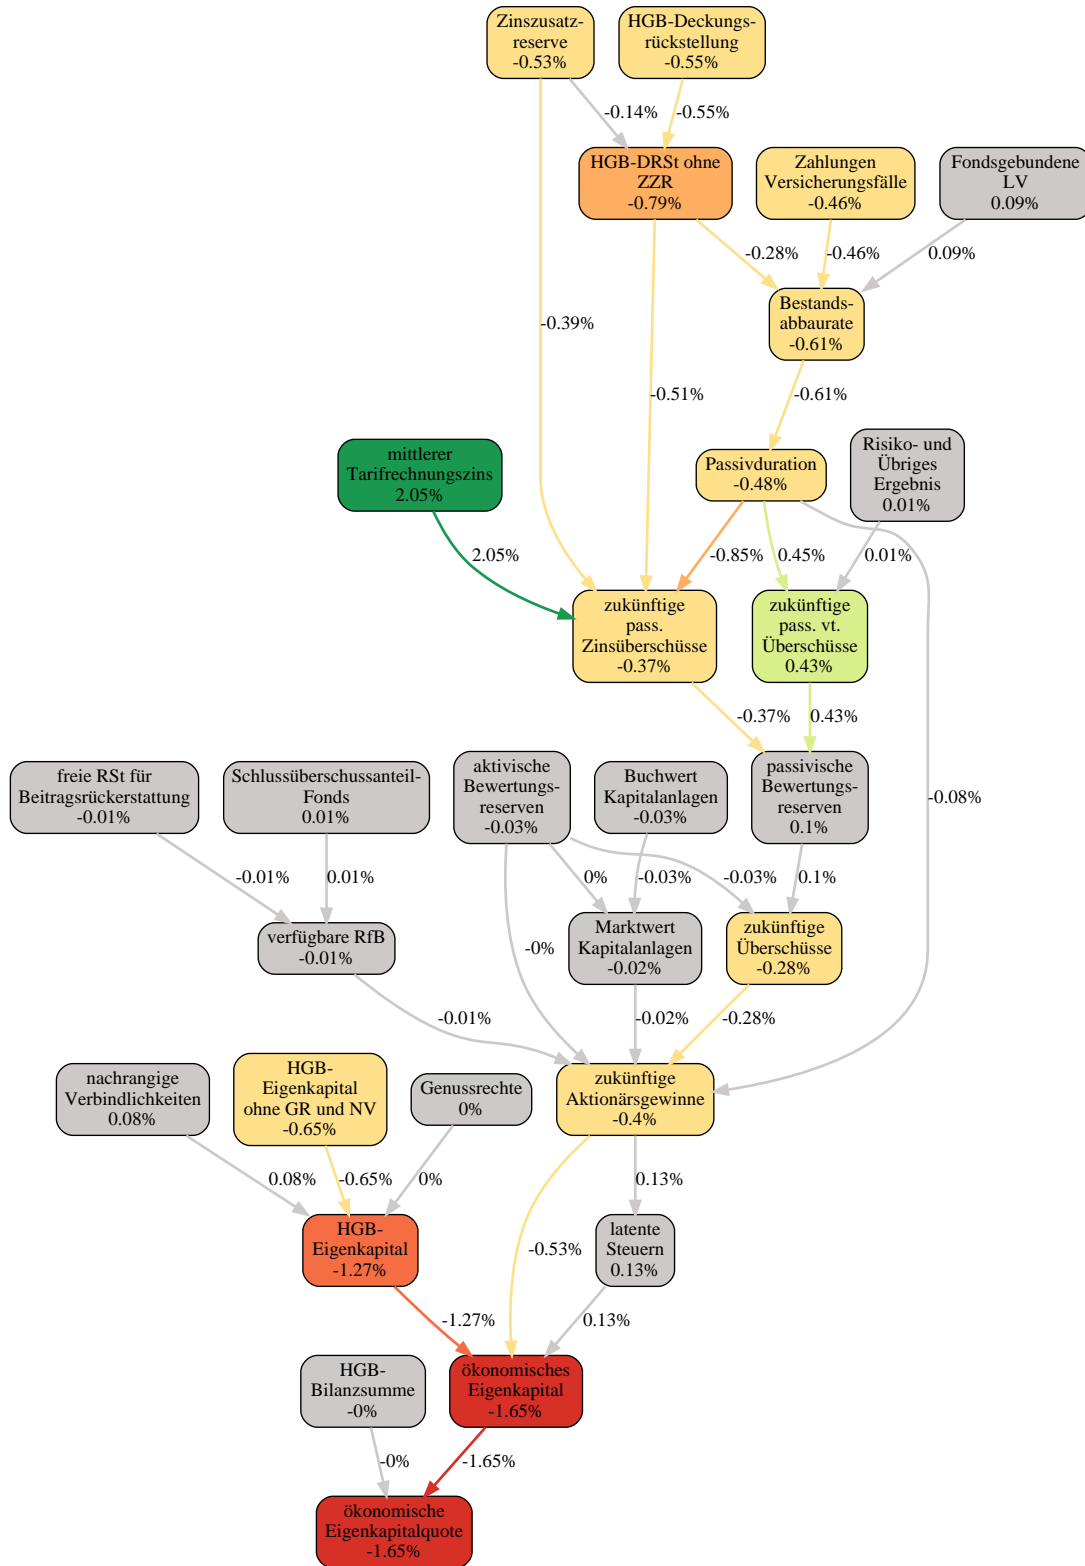 Zinszusatz-
reserve
-0.53%
HGB-Deckungs-
rückstellung
-0.55%
-0.14%
-0.55%
HGB-DRSt ohne
ZZR
-0.79%
Zahlungen
Versicherungsfälle
-0.46%
Fondsgebundene
LV
0.09%
-0.28%
-0.46%
0.09%
Bestands-
abbaurate
-0.61%
-0.39%
-0.51%
-0.61%
mittlerer
Tarifrechnungszins
2.05%
Passivduration
-0.48%
Risiko- und
Übriges
Ergebnis
0.01%
2.05%
-0.85%
0.45%
0.01%
zukünftige
pass.
Zinsüberschüsse
-0.37%
zukünftige
pass. vt.
Überschüsse
0.43%
-0.37%
0.43%
freie RSt für
Beitragsrückerstattung
-0.01%
Schlussüberschussanteil-
Fonds
0.01%
aktivische
Bewertungs-
reserven
-0.03%
Buchwert
Kapitalanlagen
-0.03%
passivische
Bewertungs-
reserven
0.1%
-0.08%
-0.01%
0.01%
0%
-0.03%
-0.03%
0.1%
verfügbare RfB
-0.01%
-0%
Marktwert
Kapitalanlagen
-0.02%
zukünftige
Überschüsse
-0.28%
-0.01%
-0.02%
-0.28%
nachrangige
Verbindlichkeiten
0.08%
HGB-
Eigenkapital
ohne GR und NV
-0.65%
Genussrechte
0%
zukünftige
Aktionärsgewinne
-0.4%
0.08%
-0.65%
0%
0.13%
HGB-
Eigenkapital
-1.27%
-0.53%
latente
Steuern
0.13%
-1.27%
0.13%
HGB-
Bilanzsumme
-0%
ökonomisches
Eigenkapital
-1.65%
-0%
-1.65%
ökonomische
Eigenkapitalquote
-1.65%